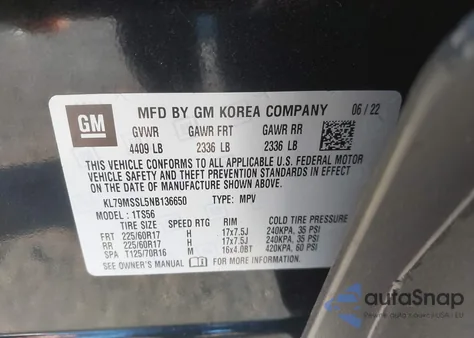 GM
MFD BY GM KOREA COMPANY 06 / 22
GVWR GAWR FRT GAWR RR
4409 LB 2336 LB 2336 LB
THIS VEHICLE CONFORMS TO ALL APPLICABLE U.S. FEDERAL MOTOR
VEHICLE SAFETY AND THEFT PREVENTION STANDARDS IN EFFECT
ON THE DATE OF MANUFACTURE SHOWN ABOVE.
KL79MSSL5NB136650 TYPE: MPV
MODEL: 1TS56
TIRE SIZE SPEED RTG RIM COLD TIRE PRESSURE
FRT 225/60R17 H 17x7.5J 240KPA, 35 PSI
RR 225/60R17 H 17x7.5J 240KPA, 35 PSI
SPA T125/70R16 M 16x4.0BT 420KPA, 60 PSI
SEE OWNER'S MANUAL FOR MORE INFORMATION.
autoSnap